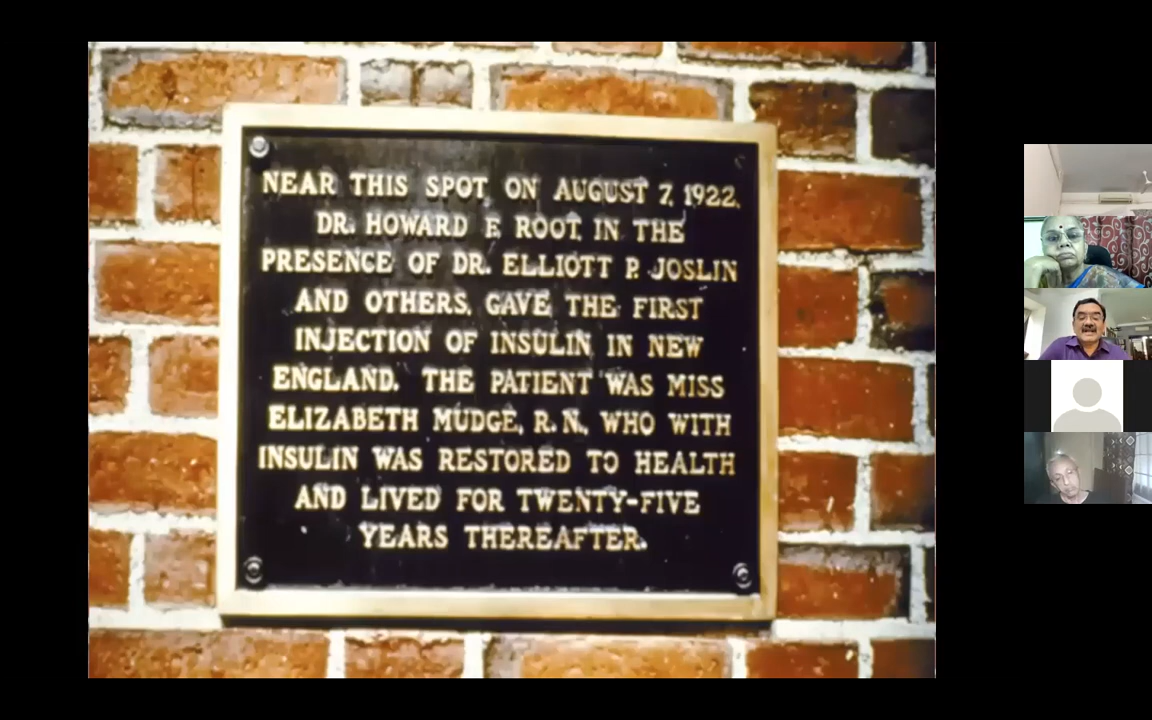 NEAR THIS SPOT, ON AUGUST 7, 1922,
DR. HOWARD F. ROOT, IN THE
PRESENCE OF DR. ELLIOTT P. JOSLIN
AND OTHERS, GAVE THE FIRST
INJECTION OF INSULIN IN NEW
ENGLAND. THE PATIENT WAS MISS
ELIZABETH MUDGE, R.N., WHO WITH
INSULIN WAS RESTORED TO HEALTH
AND LIVED FOR TWENTY-FIVE
YEARS THEREAFTER.